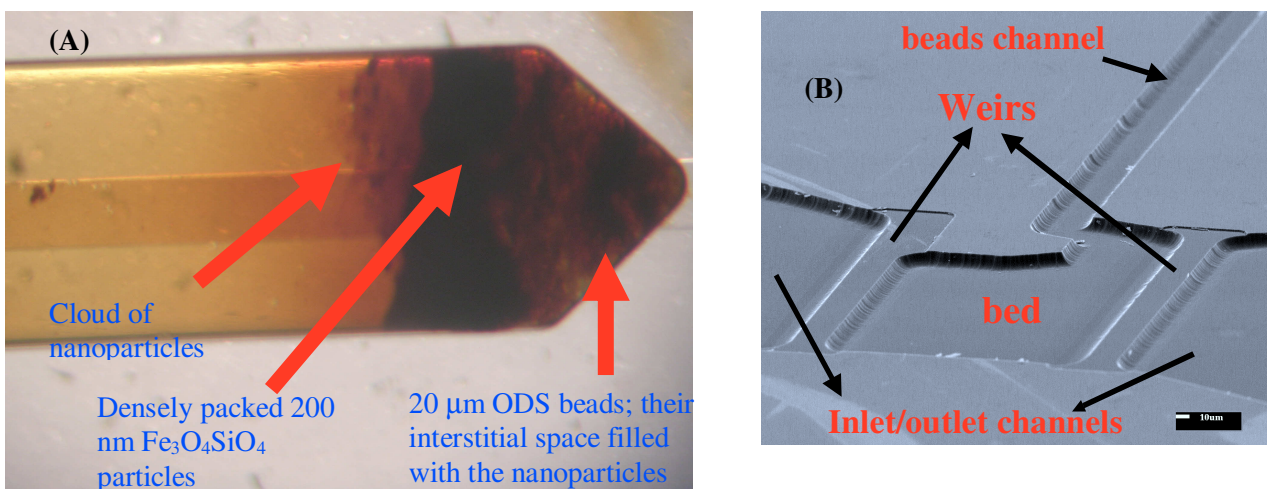 (A)
Cloud of
nanoparticles
Densely packed 200
nm Fe₃O₄SiO₄
particles
20 μm ODS beads; their
interstitial space filled
with the nanoparticles
beads channel
(B)
Weirs
bed
Inlet/outlet channels
10um